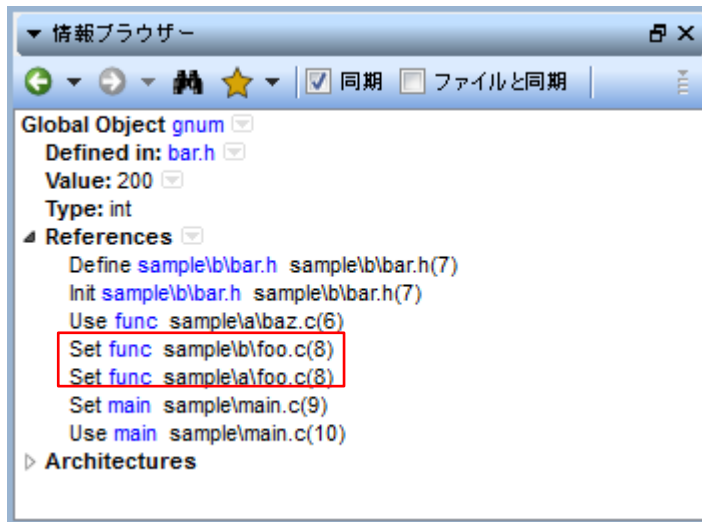 情報ブラウザー
同期 ファイルと同期
Global Object gnum
Defined in: bar.h
Value: 200
Type: int
References
Define sample\b\bar.h sample\b\bar.h(7)
Init sample\b\bar.h sample\b\bar.h(7)
Use func sample\a\baz.c(6)
Set func sample\b\foo.c(8)
Set func sample\a\foo.c(8)
Set main sample\main.c(9)
Use main sample\main.c(10)
Architectures